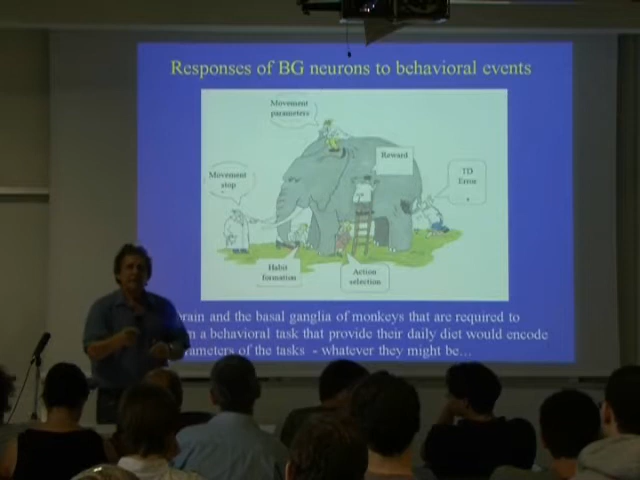 Responses of BG neurons to behavioral events
Movement
parameters
Reward
Movement
stop
TD
Error
Habit
formation
Action
selection
brain and the basal ganglia of monkeys that are required to
a behavioral task that provide their daily diet would encode
parameters of the tasks - whatever they might be...